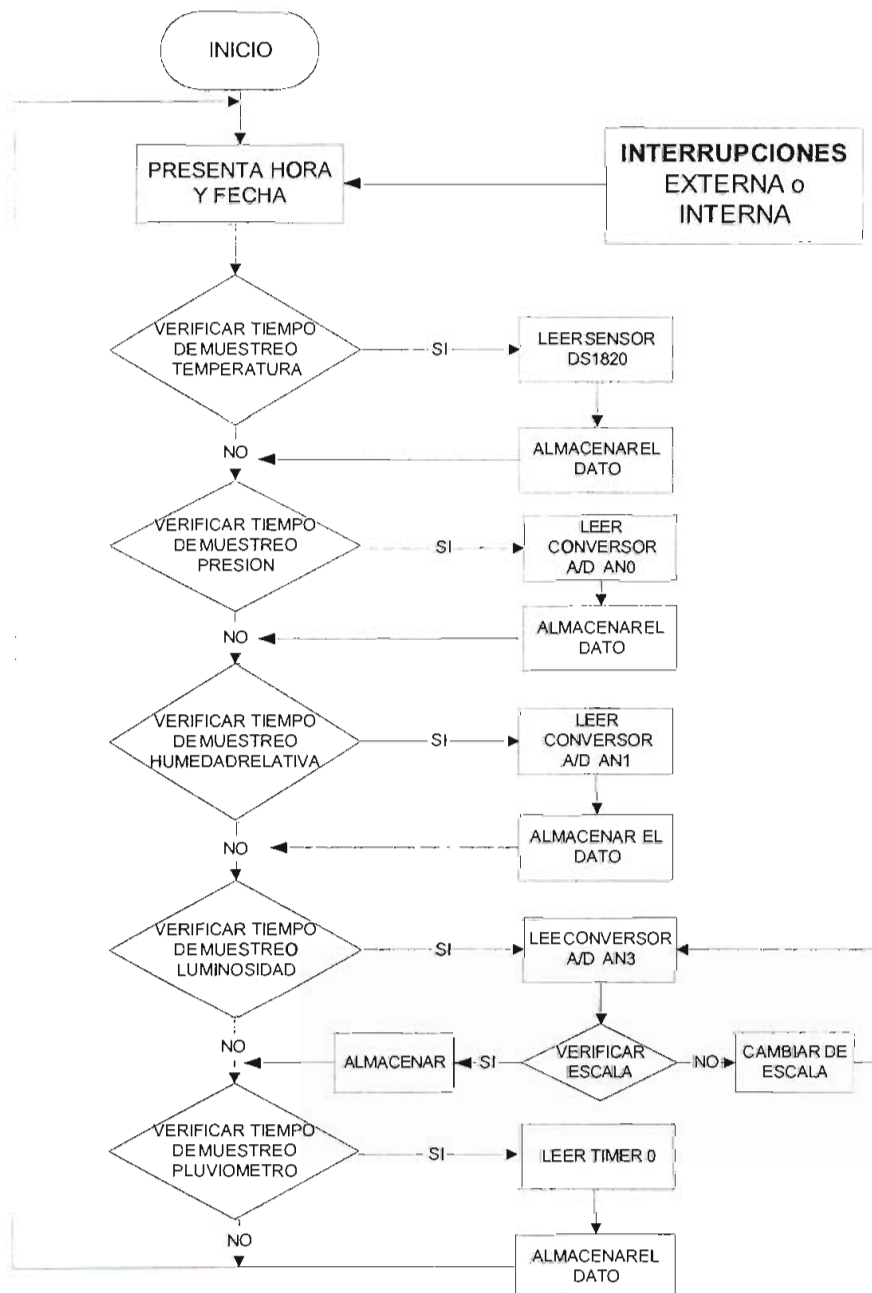 INICIO
PRESENTA HORA
Y FECHA
INTERRUPCIONES
EXTERNA o
INTERNA
VERIFICAR TIEMPO
DE MUESTREO
TEMPERATURA
SI
LEER SENSOR
DS1820
NO
ALMACENAR EL
DATO
VERIFICAR TIEMPO
DE MUESTREO
PRESION
SI
LEER
CONVERSOR
A/D AN0
NO
ALMACENAR EL
DATO
VERIFICAR TIEMPO
DE MUESTREO
HUMEDAD RELATIVA
SI
LEER
CONVERSOR
A/D AN1
NO
ALMACENAR EL
DATO
VERIFICAR TIEMPO
DE MUESTREO
LUMINOSIDAD
SI
LEE CONVERSOR
A/D AN3
NO
ALMACENAR
SI
VERIFICAR
ESCALA
NO
CAMBIAR DE
ESCALA
VERIFICAR TIEMPO
DE MUESTREO
PLUVIOMETRO
SI
LEER TIMER 0
NO
ALMACENAR EL
DATO